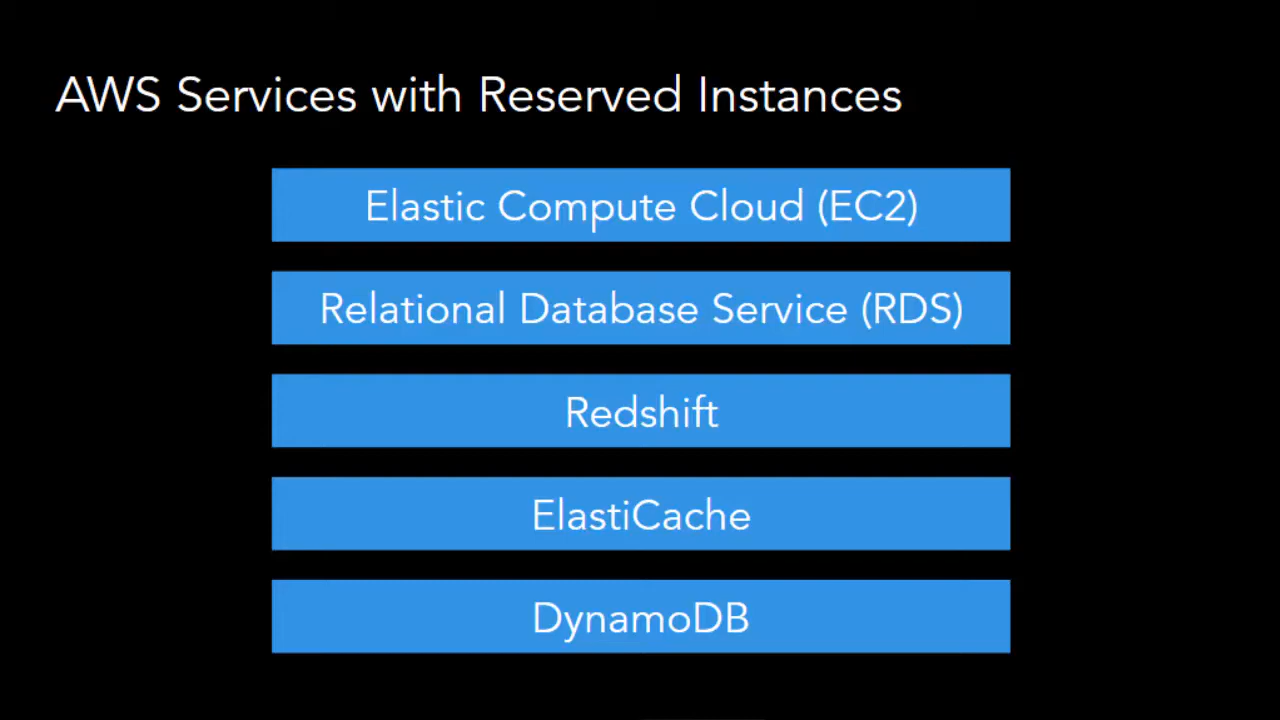 AWS Services with Reserved Instances
Elastic Compute Cloud (EC2)
Relational Database Service (RDS)
Redshift
ElastiCache
DynamoDB